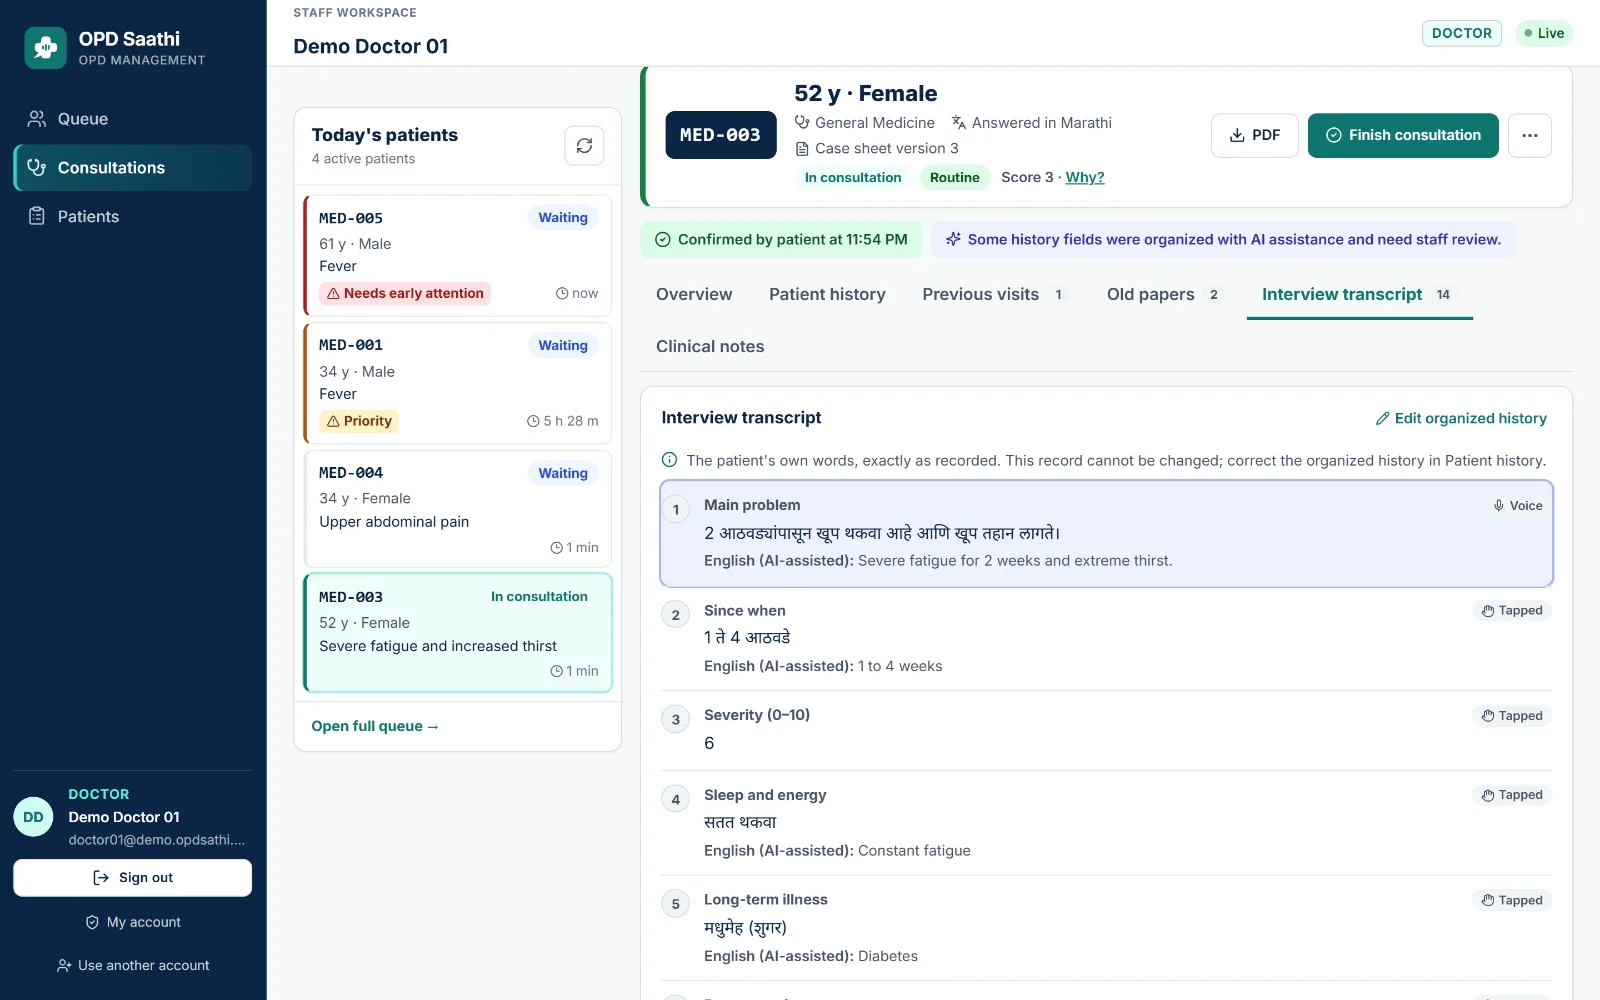 OPD Saathi
OPD MANAGEMENT
Queue
Consultations
Patients
DOCTOR
DD
Demo Doctor 01
doctor01@demo.opdsathi....
Sign out
My account
Use another account
STAFF WORKSPACE
Demo Doctor 01
DOCTOR
Live
Today's patients
4 active patients
MED-005
Waiting
61 y · Male
Fever
Needs early attention
now
MED-001
Waiting
34 y · Male
Fever
Priority
5 h 28 m
MED-004
Waiting
34 y · Female
Upper abdominal pain
1 min
MED-003
In consultation
52 y · Female
Severe fatigue and increased thirst
1 min
Open full queue →
MED-003
52 y · Female
General Medicine
Answered in Marathi
Case sheet version 3
In consultation
Routine
Score 3 · Why?
PDF
Finish consultation
Confirmed by patient at 11:54 PM
Some history fields were organized with AI assistance and need staff review.
Overview
Patient history
Previous visits 1
Old papers 2
Interview transcript 14
Clinical notes
Interview transcript
Edit organized history
The patient's own words, exactly as recorded. This record cannot be changed; correct the organized history in Patient history.
1
Main problem
Voice
2 आठवड्यांपासून खूप थकवा आहे आणि खूप तहान लागते।
English (AI-assisted): Severe fatigue for 2 weeks and extreme thirst.
2
Since when
Tapped
1 ते 4 आठवडे
English (AI-assisted): 1 to 4 weeks
3
Severity (0–10)
Tapped
6
4
Sleep and energy
Tapped
सतत थकवा
English (AI-assisted): Constant fatigue
5
Long-term illness
Tapped
मधुमेह (शुगर)
English (AI-assisted): Diabetes